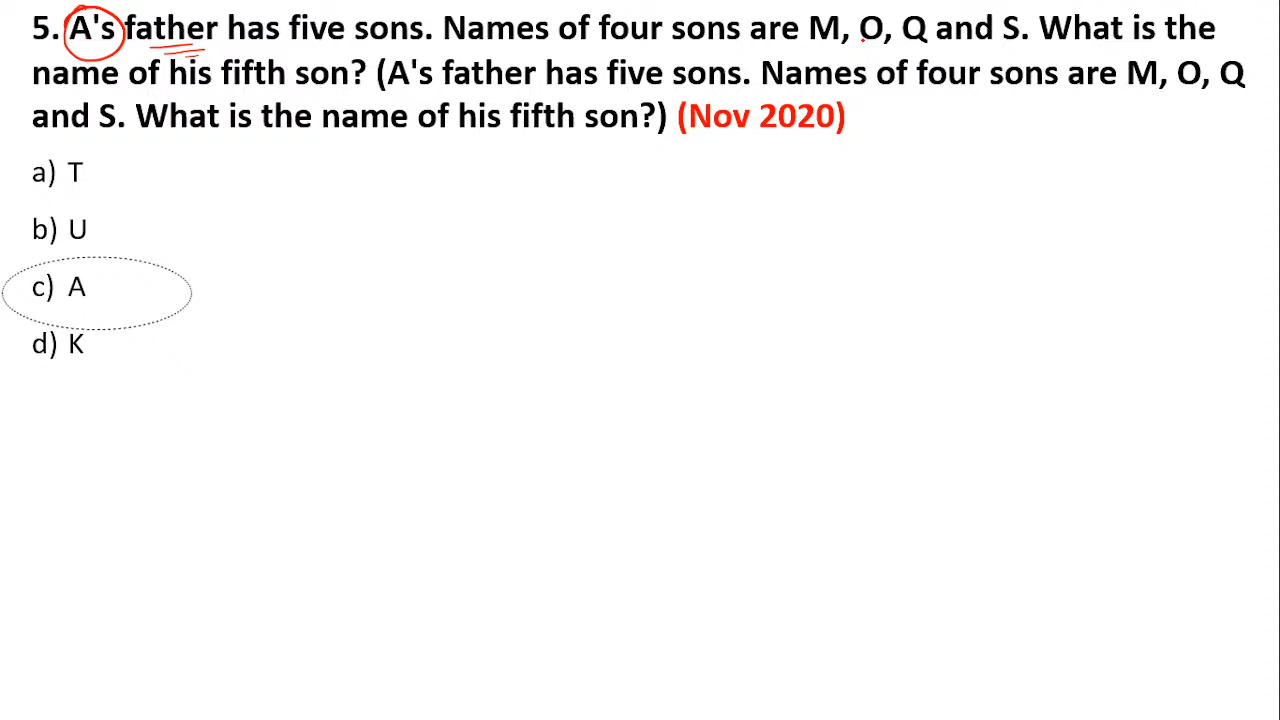 5. A's father has five sons. Names of four sons are M, O, Q and S. What is the
name of his fifth son? (A's father has five sons. Names of four sons are M, O, Q
and S. What is the name of his fifth son?) (Nov 2020)
a) T
b) U
c) A
d) K